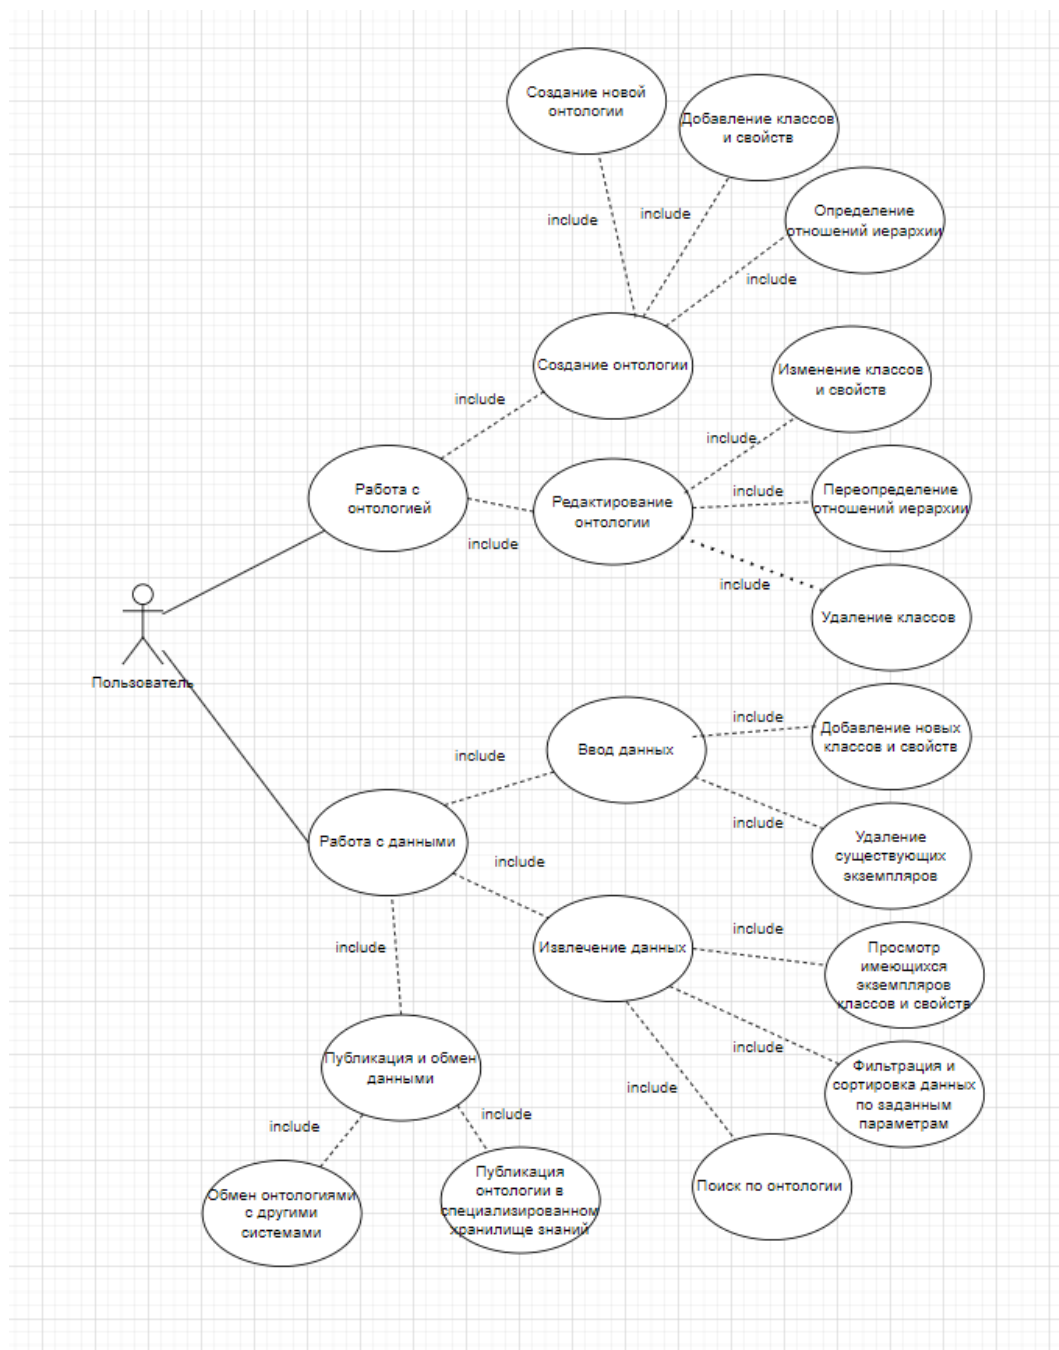 Создание новой
онтологии
Добавление классов
и свойств
include
include
Определение
отношений иерархии
include
Создание онтологии
Изменение классов
и свойств
include
include
Работа с
онтологией
Редактирование
онтологии
include
Переопределение
отношений иерархии
include
include
Удаление классов
Пользователь
include
Ввод данных
include
Добавление новых
классов и свойств
include
Удаление
существующих
экземпляров
Работа с данными
include
include
Извлечение данных
include
Просмотр
имеющихся
экземпляров
классов и свойств
include
Фильтрация и
сортировка данных
по заданным
параметрам
Публикация и обмен
данными
include
include
include
Обмен онтологиями
с другими
системами
Публикация
онтологии в
специализированном
хранилище знаний
Поиск по онтологии